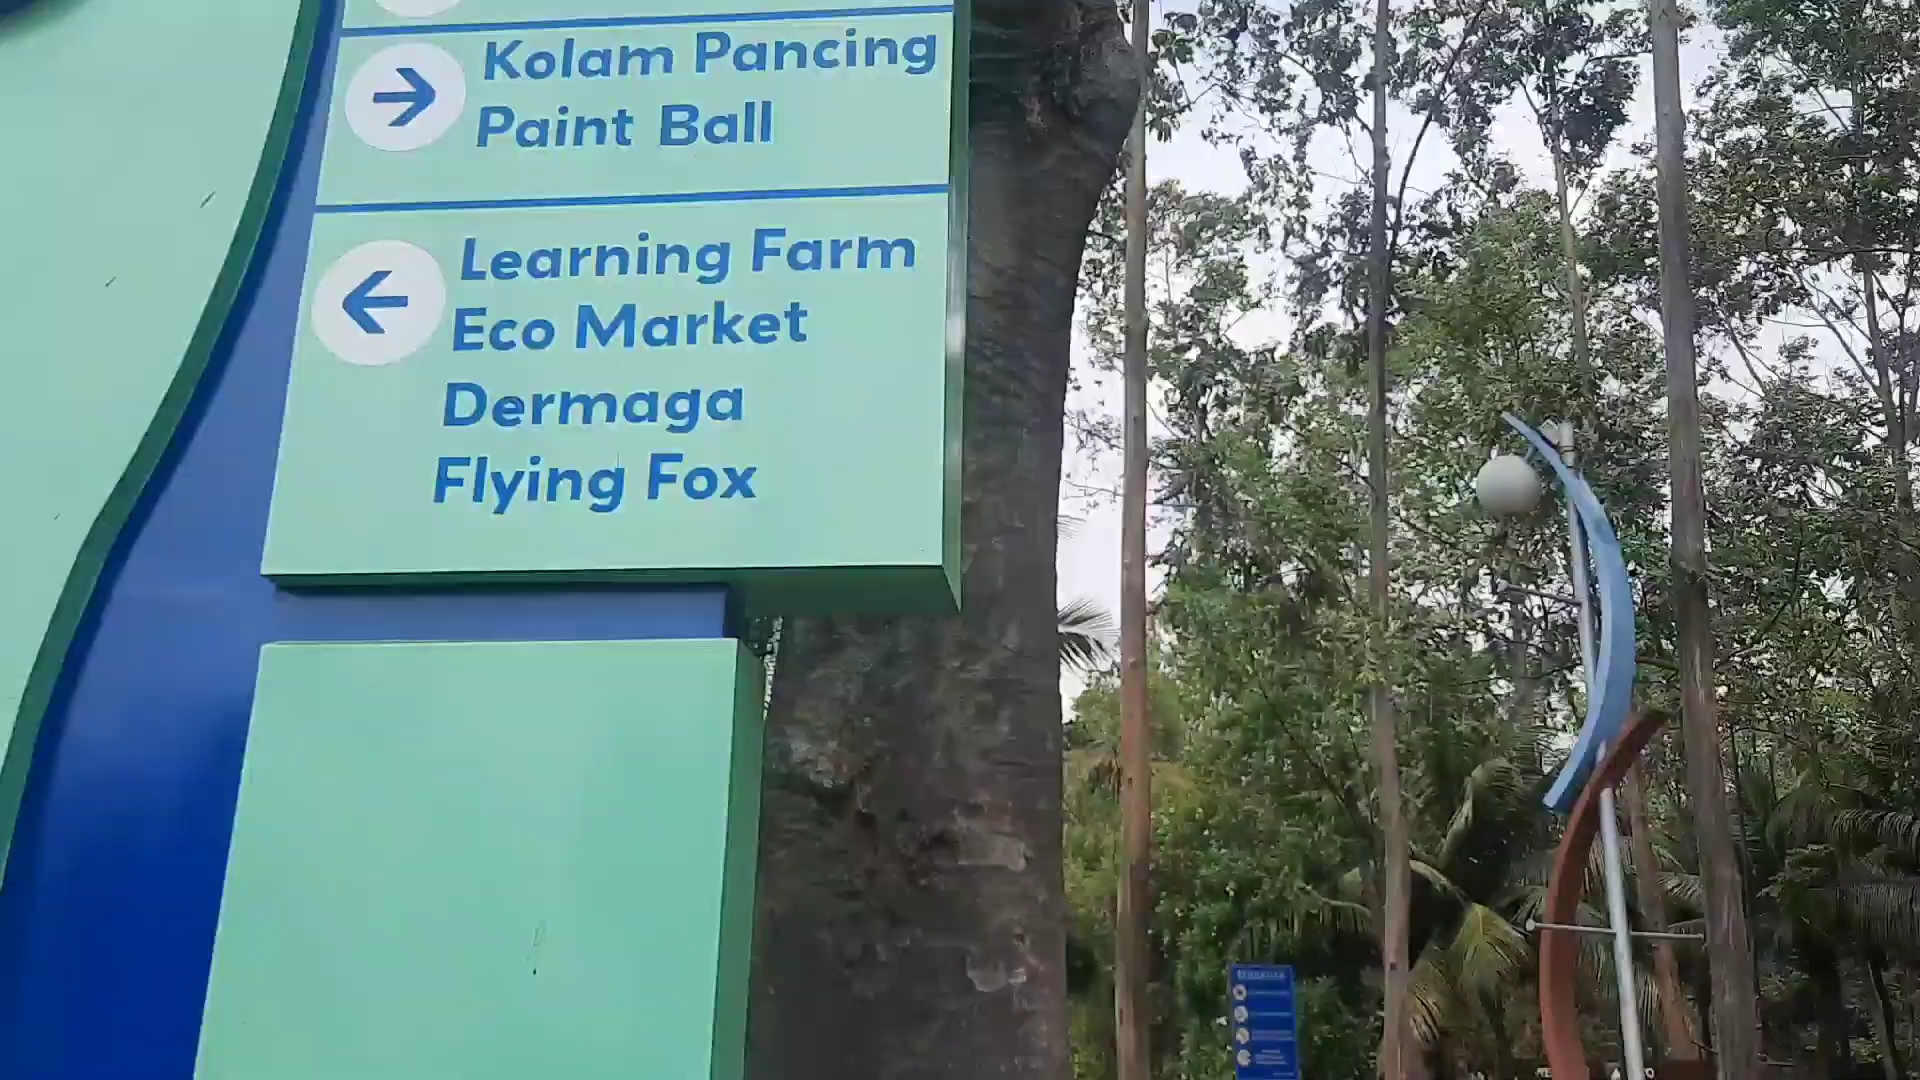 Kolam Pancing
Paint Ball
Learning Farm
Eco Market
Dermaga
Flying Fox